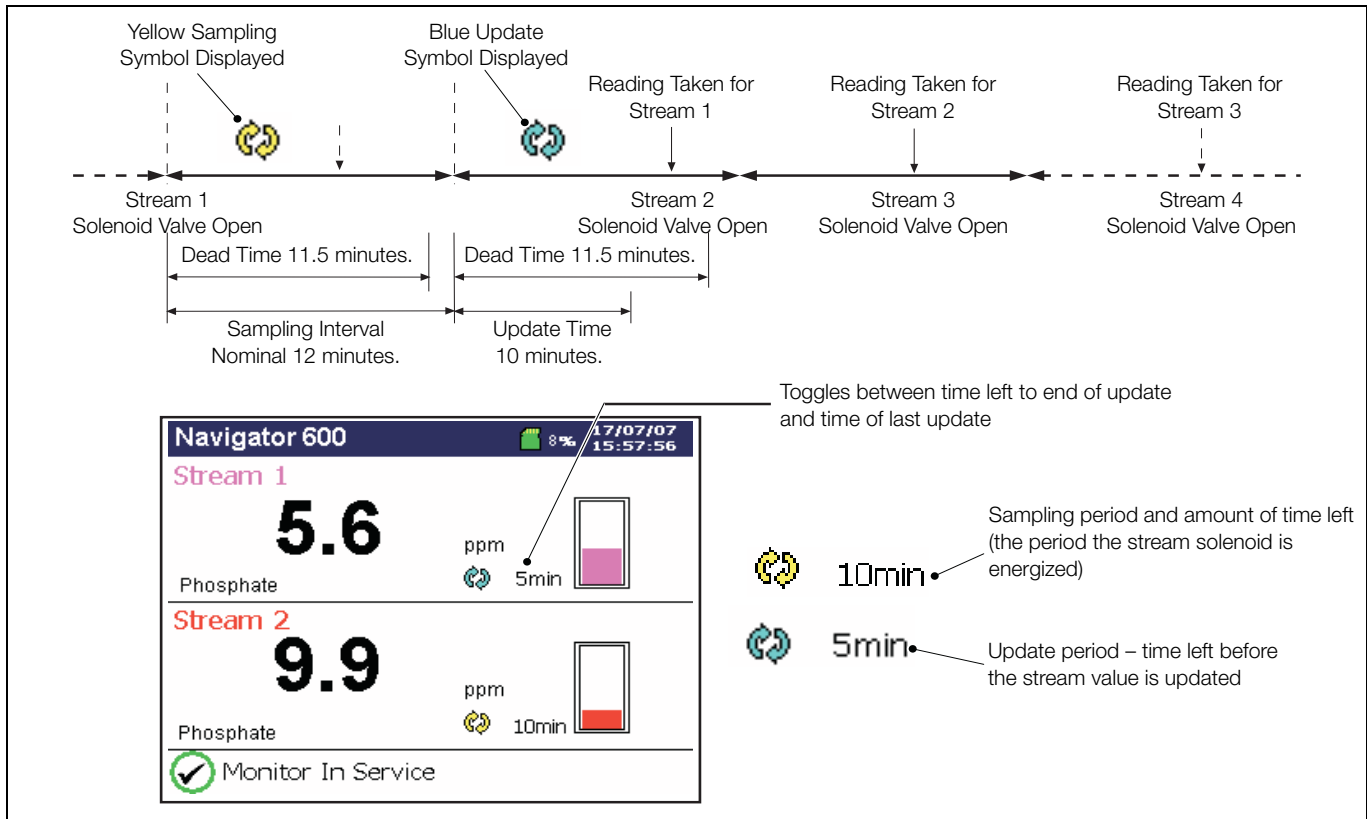 Yellow Sampling
Symbol Displayed
Blue Update
Symbol Displayed
Reading Taken for
Stream 1
Reading Taken for
Stream 2
Reading Taken for
Stream 3
Stream 1
Solenoid Valve Open
Stream 2
Solenoid Valve Open
Stream 3
Solenoid Valve Open
Stream 4
Solenoid Valve Open
Dead Time 11.5 minutes.
Dead Time 11.5 minutes.
Sampling Interval
Nominal 12 minutes.
Update Time
10 minutes.
Toggles between time left to end of update
and time of last update
Navigator 600
8%
17/07/07
15:57:56
Stream 1
5.6
ppm
5min
Phosphate
Stream 2
9.9
ppm
10min
Phosphate
Monitor In Service
10min
Sampling period and amount of time left
(the period the stream solenoid is
energized)
5min
Update period – time left before
the stream value is updated